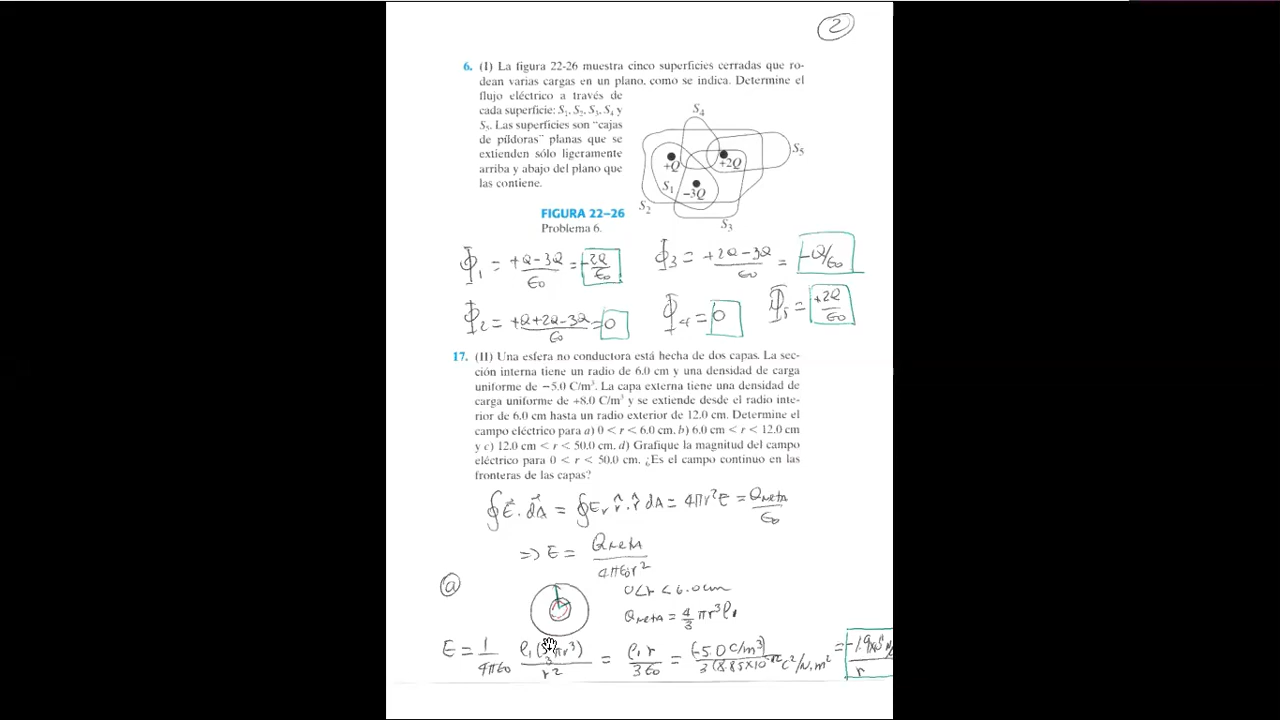 2
6. (I) La figura 22-26 muestra cinco superficies cerradas que ro-
dean varias cargas en un plano, como se indica. Determine el
flujo eléctrico a través de
cada superficie: S₁, S₂, S₃, S₄ y
S₅. Las superficies son "cajas
de píldoras" planas que se
extienden sólo ligeramente
arriba y abajo del plano que
las contiene.
S₄
S₅
+Q
+2Q
S₁
-3Q
S₂
S₃
FIGURA 22–26
Problema 6.
Φ₁ = +Q-3Q/ε₀ = -2Q/ε₀
Φ₃ = +2Q-3Q/ε₀ = -Q/ε₀
Φ₂ = +Q+2Q-3Q/ε₀ = 0
Φ₄ = 0
Φ₅ = +2Q/ε₀
17. (II) Una esfera no conductora está hecha de dos capas. La sec-
ción interna tiene un radio de 6.0 cm y una densidad de carga
uniforme de −5.0 C/m³. La capa externa tiene una densidad de
carga uniforme de +8.0 C/m³ y se extiende desde el radio inte-
rior de 6.0 cm hasta un radio exterior de 12.0 cm. Determine el
campo eléctrico para a) 0 < r < 6.0 cm, b) 6.0 cm < r < 12.0 cm
y c) 12.0 cm < r < 50.0 cm. d) Grafique la magnitud del campo
eléctrico para 0 < r < 50.0 cm. ¿Es el campo continuo en las
fronteras de las capas?
∮E⃗·dA⃗ = ∮E r̂·r̂ dA = 4πr²E = Qneta/ε₀
=> E = Qneta/4πε₀r²
a
0<r<6.0cm
Qneta = 4/3 πr³ρ₁
E = 1/4πε₀ ρ₁(4/3πr³)/r² = ρ₁r/3ε₀ = (-5.0 C/m³)/3(8.85×10⁻¹² C²/N.m²